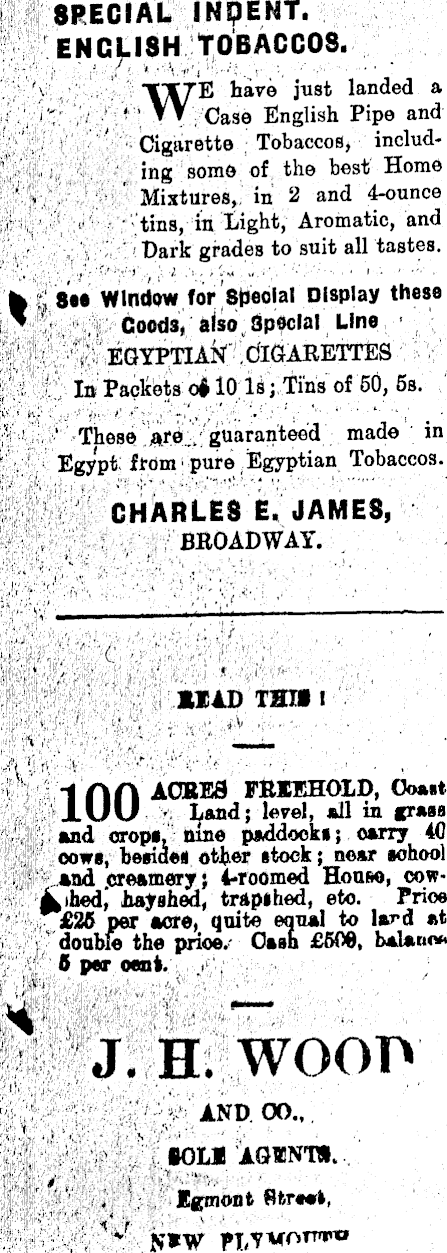 SPECIAL INDENT.
ENGLISH TOBACCOS.
WE have just landed a
Case English Pipe and
Cigarette Tobaccos, includ-
ing some of the best Home
Mixtures, in 2 and 4-ounce
tins, in Light, Aromatic, and
Dark grades to suit all tastes.
See Window for Special Display these
Goods, also Special Line
EGYPTIAN CIGARETTES
In Packets of 10 1s; Tins of 50, 5s.
These are guaranteed made in
Egypt from pure Egyptian Tobaccos.
CHARLES E. JAMES,
BROADWAY.
READ THIS!
100 ACRES FREEHOLD, Coast
Land; level, all in grass
and crops, nine paddocks; carry 40
cows, besides other stock; near school
and creamery; 4-roomed House, cow-
shed, hayshed, trapshed, etc. Price
£25 per acre, quite equal to land at
double the price. Cash £500, balance
5 per cent.
J. H. WOOD
AND CO.,
SOLE AGENTS.
Egmont Street,
NEW PLYMOUTH